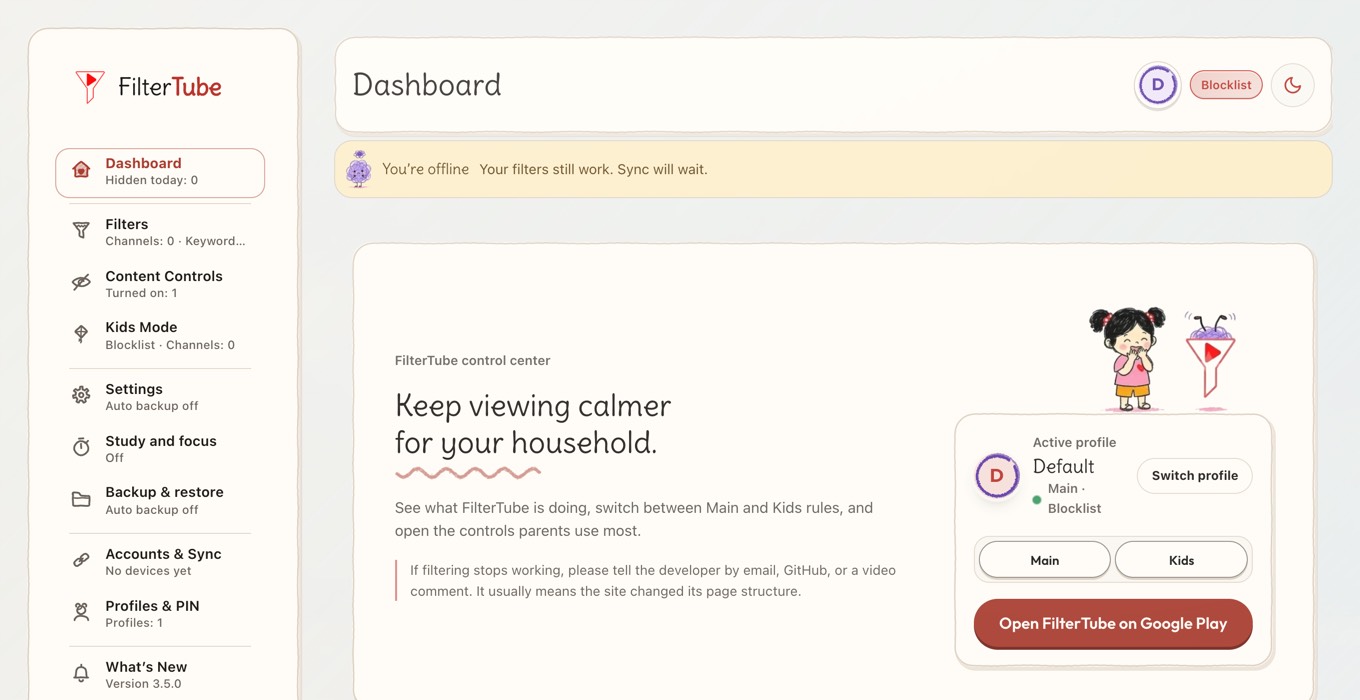 FilterTube
Dashboard
Hidden today: 0
Filters
Channels: 0 · Keyword...
Content Controls
Turned on: 1
Kids Mode
Blocklist · Channels: 0
Settings
Auto backup off
Study and focus
Off
Backup & restore
Auto backup off
Accounts & Sync
No devices yet
Profiles & PIN
Profiles: 1
What's New
Version 3.5.0
Dashboard
D
Blocklist
You're offline Your filters still work. Sync will wait.
FilterTube control center
Keep viewing calmer
for your household.
See what FilterTube is doing, switch between Main and Kids rules, and
open the controls parents use most.
If filtering stops working, please tell the developer by email, GitHub, or a video
comment. It usually means the site changed its page structure.
Active profile
D
Default
Main ·
Blocklist
Switch profile
Main
Kids
Open FilterTube on Google Play